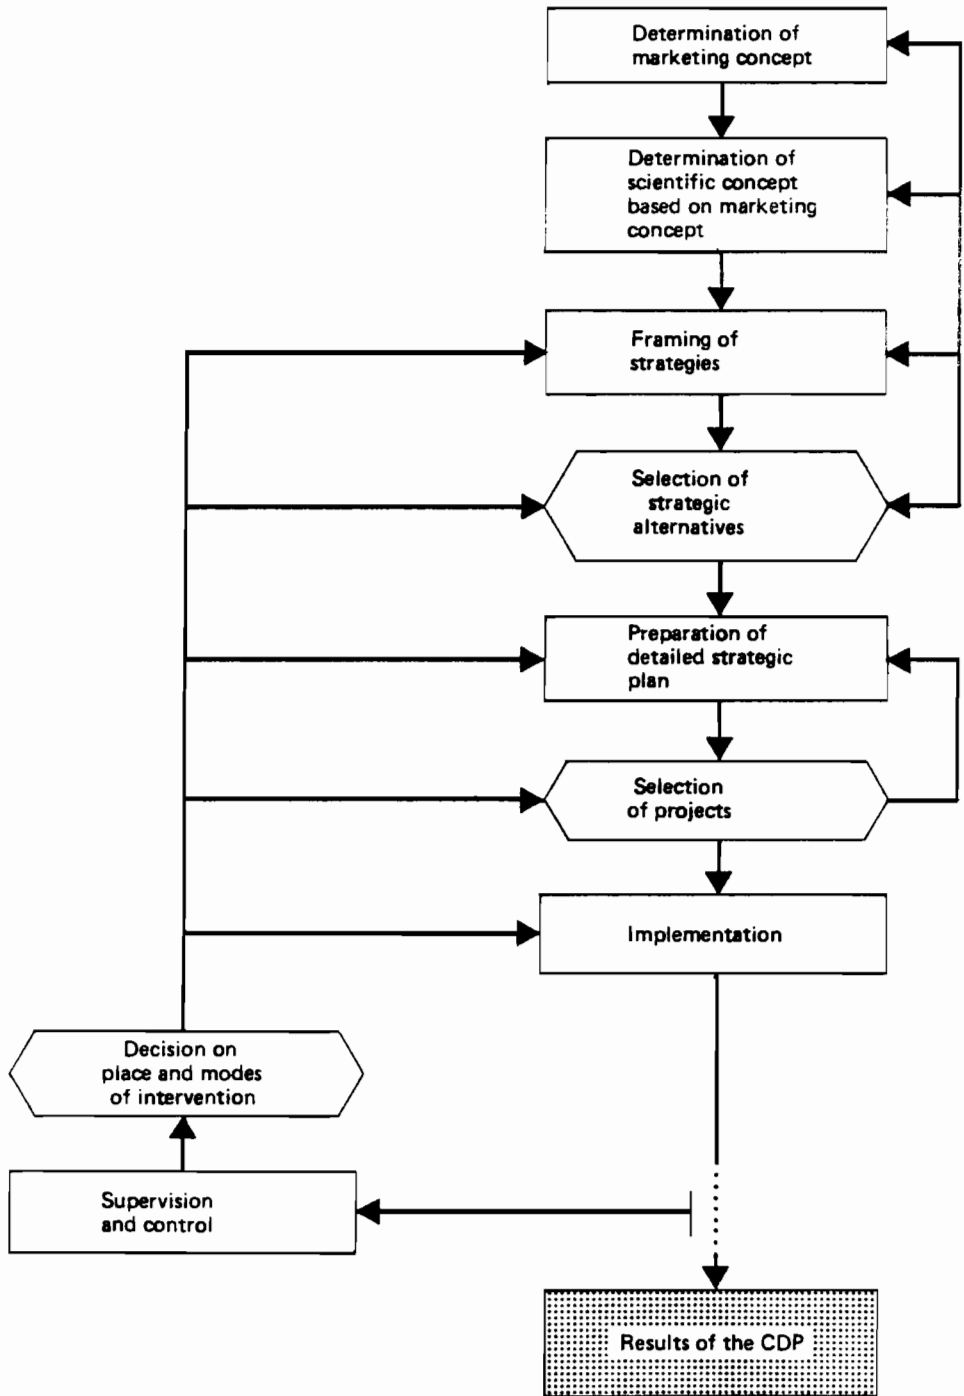 Determination of
marketing concept
Determination of
scientific concept
based on marketing
concept
Framing of
strategies
Selection of
strategic
alternatives
Preparation of
detailed strategic
plan
Selection
of projects
Implementation
Decision on
place and modes
of intervention
Supervision
and control
Results of the CDP